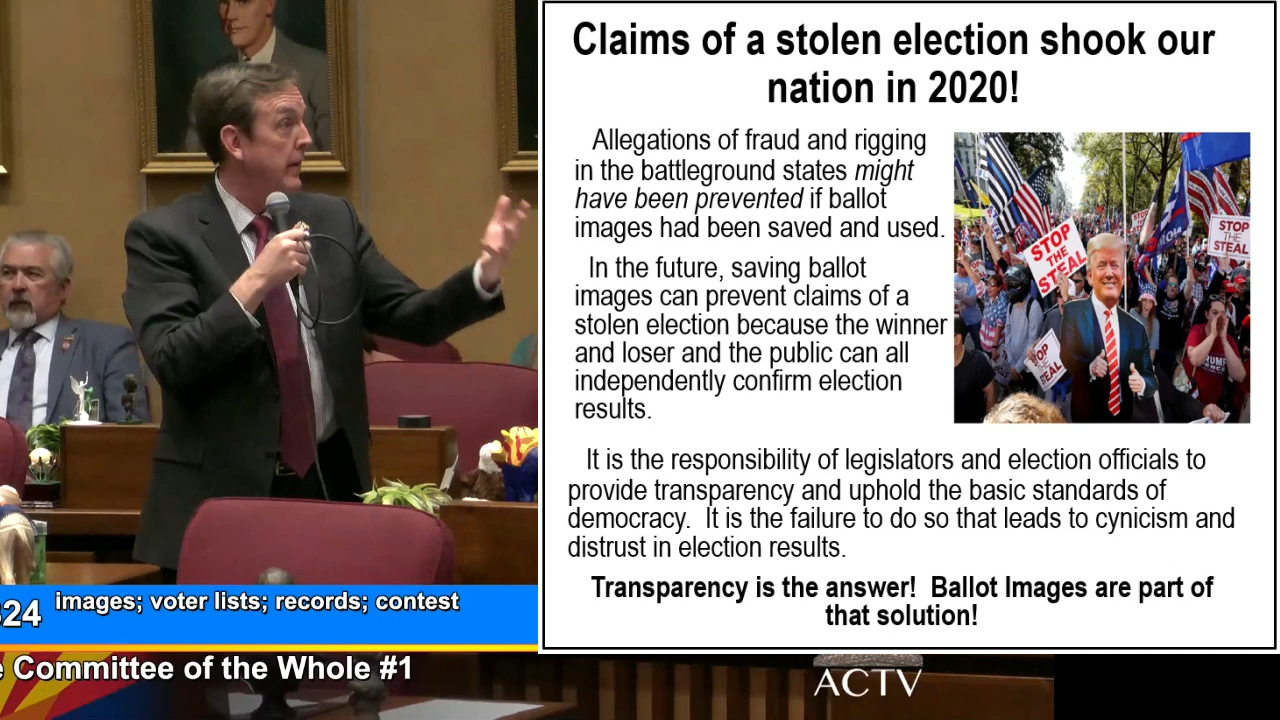 Claims of a stolen election shook our
nation in 2020!
Allegations of fraud and rigging
in the battleground states might
have been prevented if ballot
images had been saved and used.
In the future, saving ballot
images can prevent claims of a
stolen election because the winner
and loser and the public can all
independently confirm election
results.
STOP
THE
STEAL
STOP
THE
STEAL
STOP
THE
STEAL
TRUMP
It is the responsibility of legislators and election officials to
provide transparency and uphold the basic standards of
democracy.  It is the failure to do so that leads to cynicism and
distrust in election results.
Transparency is the answer!  Ballot Images are part of
that solution!
24
images; voter lists; records; contest
Committee of the Whole #1
ACTV